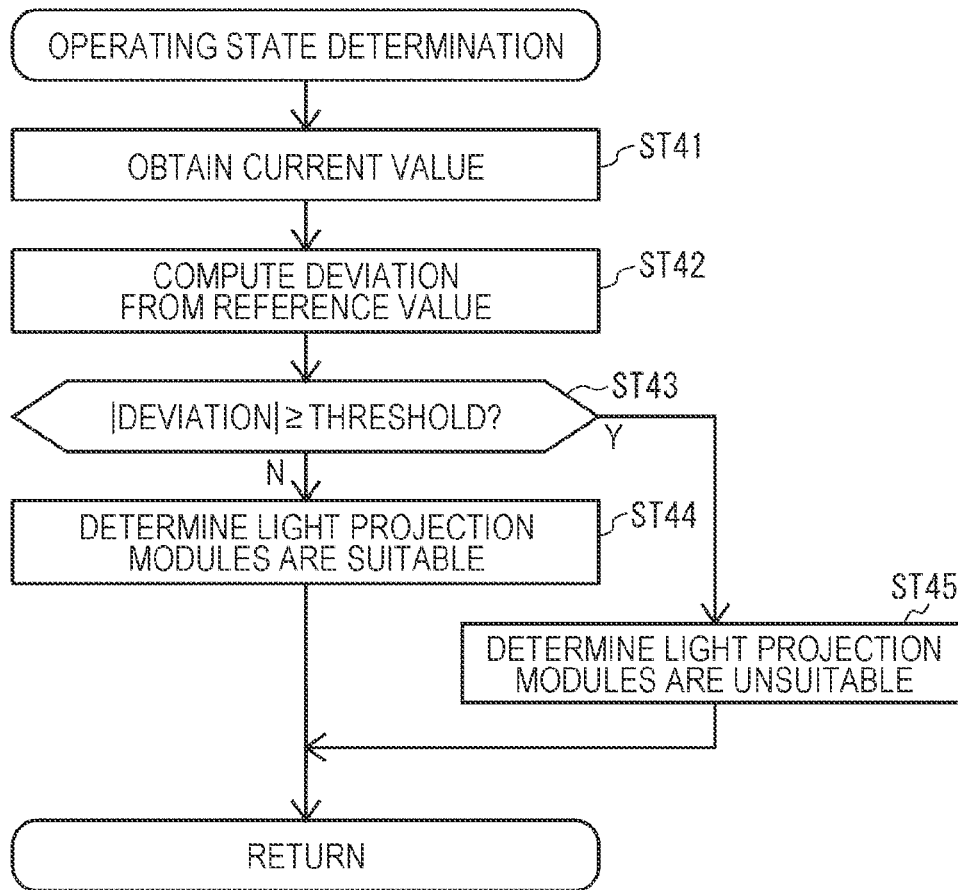 OPERATING STATE DETERMINATION
OBTAIN CURRENT VALUE
ST41
COMPUTE DEVIATION
FROM REFERENCE VALUE
ST42
|DEVIATION| ≥ THRESHOLD?
ST43
Y
N
DETERMINE LIGHT PROJECTION
MODULES ARE SUITABLE
ST44
ST45
DETERMINE LIGHT PROJECTION
MODULES ARE UNSUITABLE
RETURN